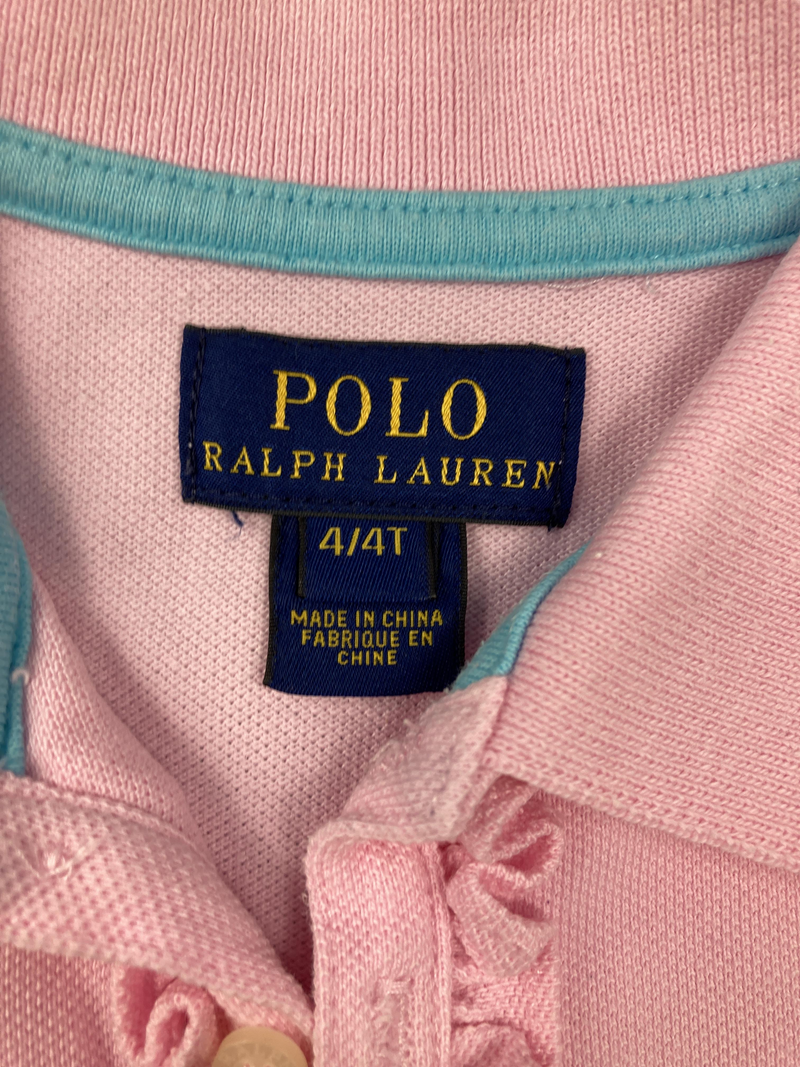 POLO
RALPH LAUREN
4/4T
MADE IN CHINA
FABRIQUE EN
CHINE